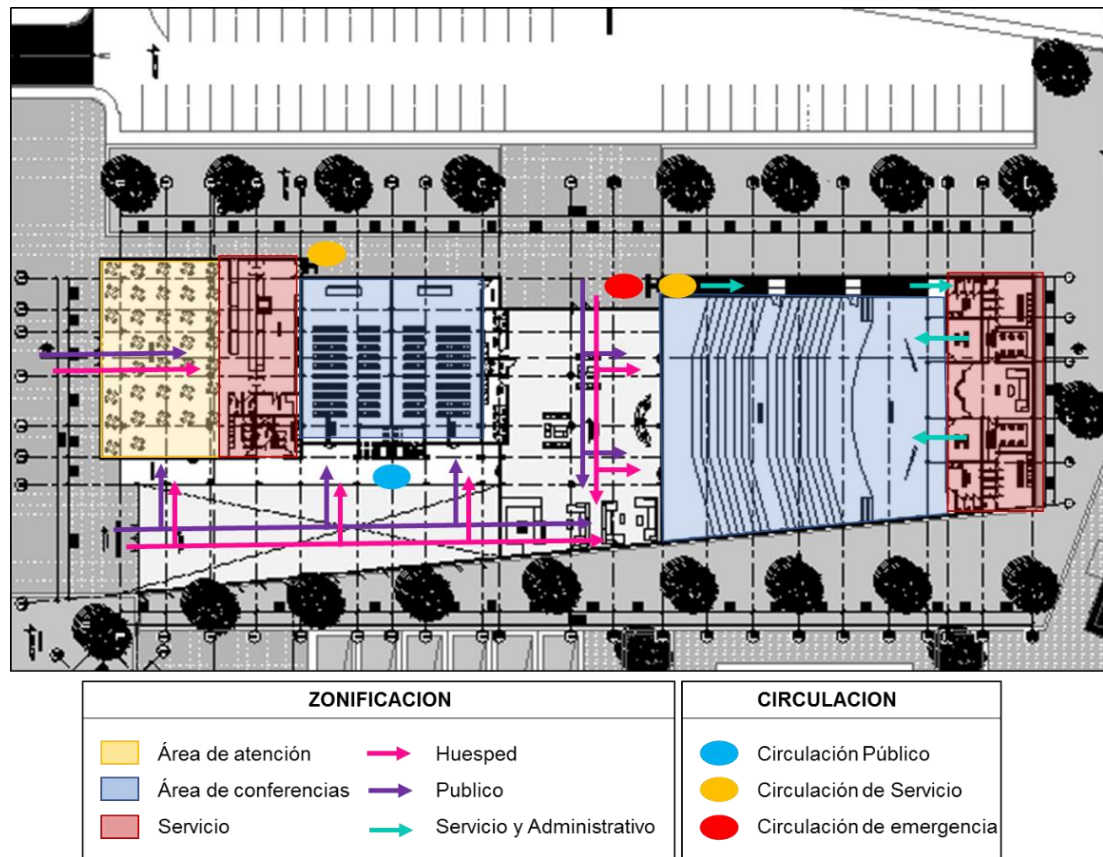 ZONIFICACION
CIRCULACION
Área de atención
Huesped
Circulación Público
Área de conferencias
Publico
Circulación de Servicio
Servicio
Servicio y Administrativo
Circulación de emergencia